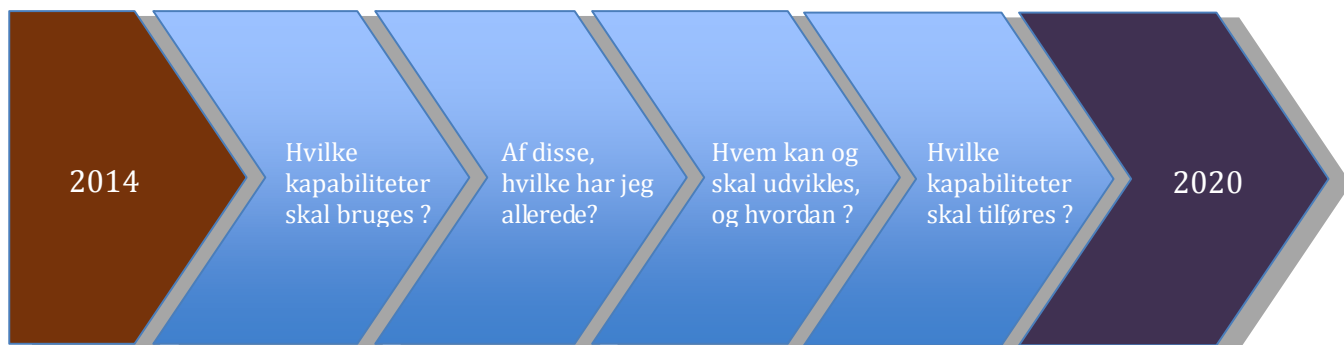 2014
Hvilke
kapabiliteter
skal bruges ?
Af disse,
hvilke har jeg
allerede?
Hvem kan og
skal udvikles,
og hvordan ?
Hvilke
kapabiliteter
skal tilføres ?
2020